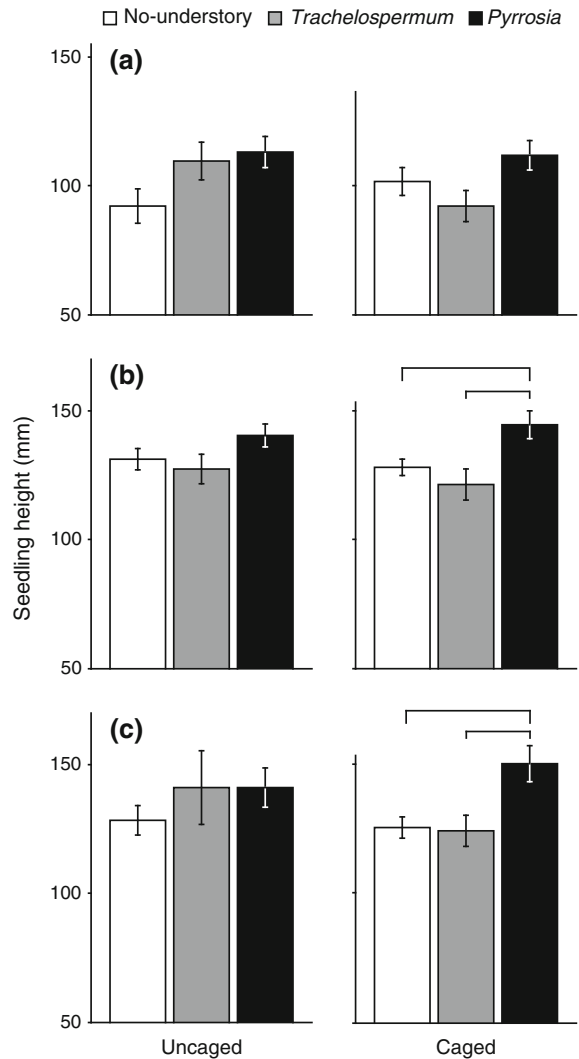 No-understory Trachelospermum Pyrrosia
(a)
150
100
50
(b)
150
100
50
(c)
150
100
50
Seedling height (mm)
Uncaged Caged